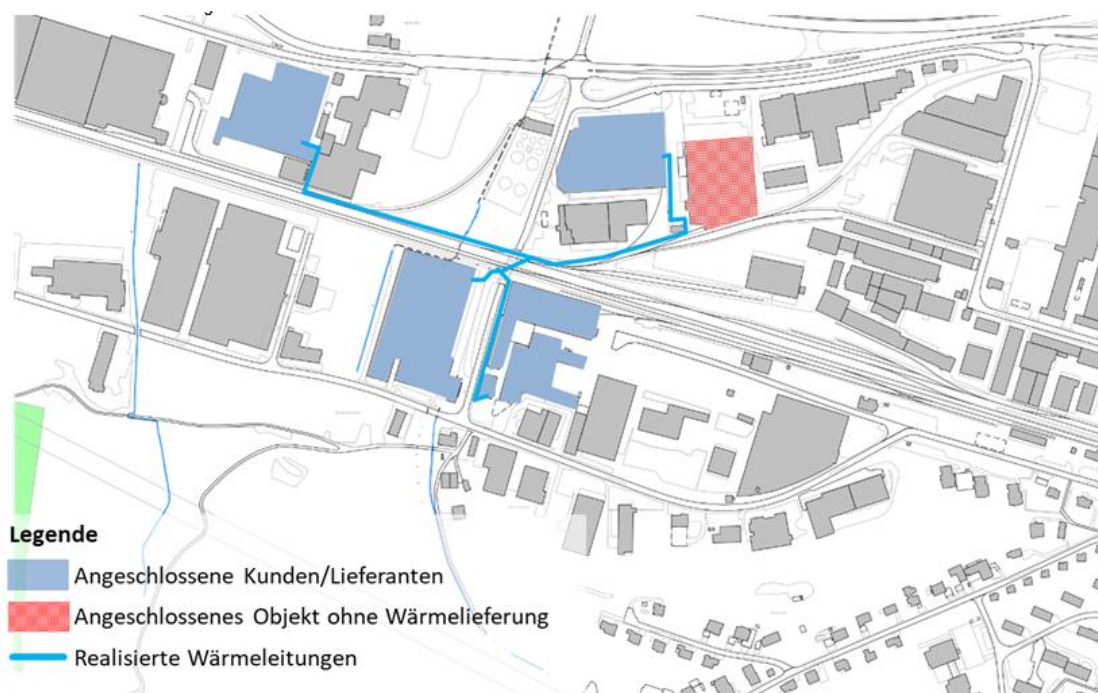 Legende
Angeschlossene Kunden/Lieferanten
Angeschlossenes Objekt ohne Wärmelieferung
Realisierte Wärmeleitungen